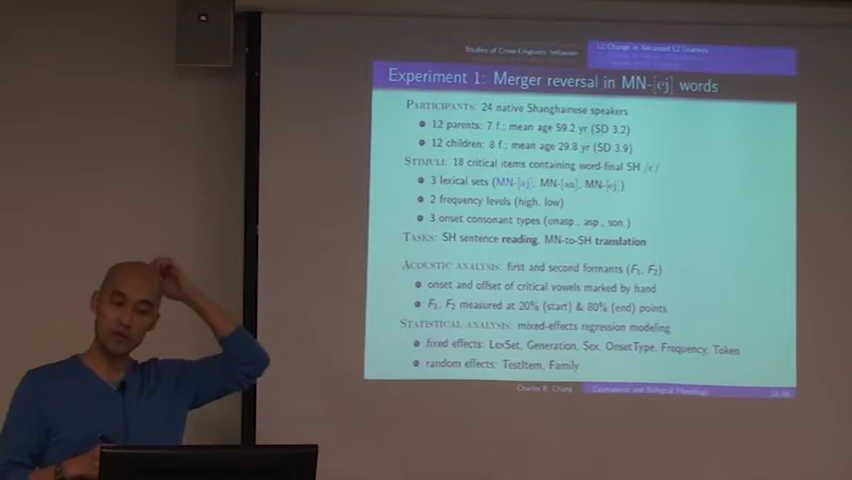 Studies of Cross-Linguistic Influence
L2 Change in Advanced L2 Learners
Experiment 1: Merger reversal in MN-[ej] words
PARTICIPANTS: 24 native Shanghainese speakers
12 parents: 7 f.; mean age 59.2 yr (SD 3.2)
12 children: 8 f.; mean age 29.8 yr (SD 3.9)
STIMULI: 18 critical items containing word-final SH /ɛ/
3 lexical sets (MN-[aj], MN-[an], MN-[ej])
2 frequency levels (high, low)
3 onset consonant types (unasp., asp., son.)
TASKS: SH sentence reading, MN-to-SH translation
ACOUSTIC ANALYSIS: first and second formants (F1, F2)
onset and offset of critical vowels marked by hand
F1, F2 measured at 20% (start) & 80% (end) points
STATISTICAL ANALYSIS: mixed-effects regression modeling
fixed effects: LexSet, Generation, Sex, OnsetType, Frequency, Token
random effects: TestItem, Family
Charles B. Chang
Equivalence and Bilingual Phonology